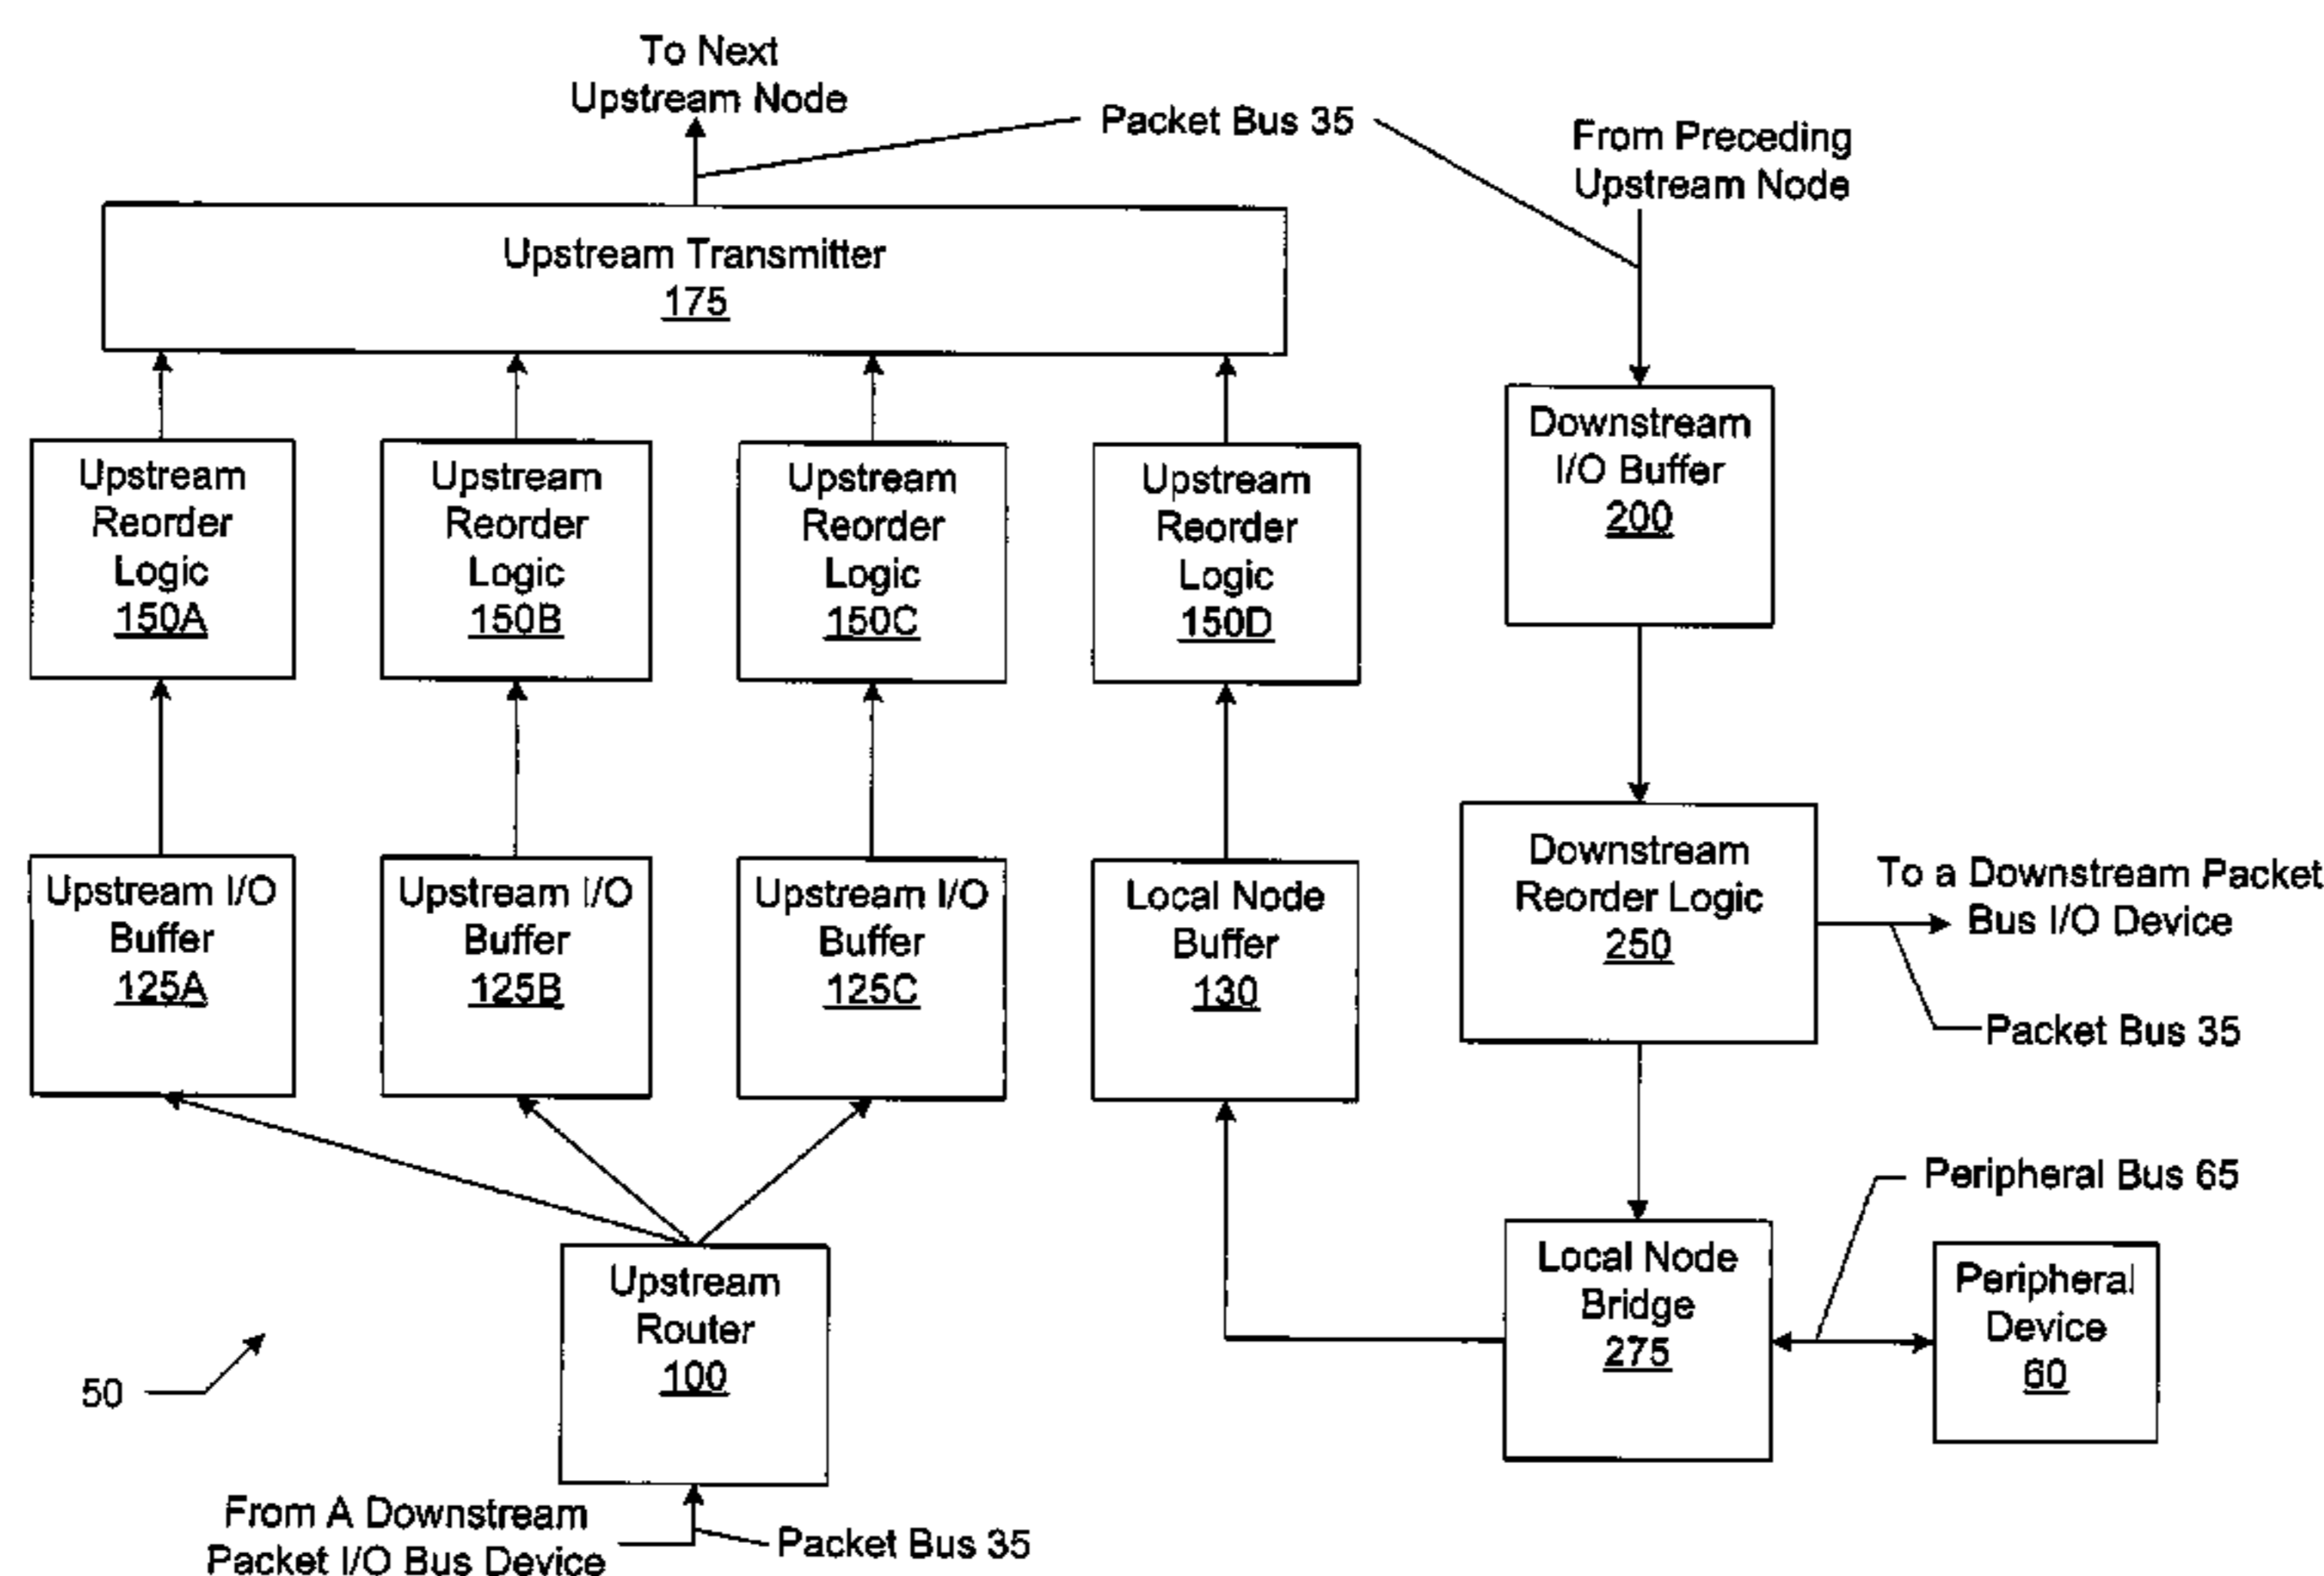 To Next
Upstream Node
Packet Bus 35
From Preceding
Upstream Node
Upstream Transmitter
175
Upstream
Reorder
Logic
150A
Upstream
Reorder
Logic
150B
Upstream
Reorder
Logic
150C
Upstream
Reorder
Logic
150D
Downstream
I/O Buffer
200
Upstream I/O
Buffer
125A
Upstream I/O
Buffer
125B
Upstream I/O
Buffer
125C
Local Node
Buffer
130
Downstream
Reorder Logic
250
To a Downstream Packet
Bus I/O Device
Packet Bus 35
Peripheral Bus 65
Upstream
Router
100
Local Node
Bridge
275
Peripheral
Device
60
50
From A Downstream
Packet I/O Bus Device
Packet Bus 35